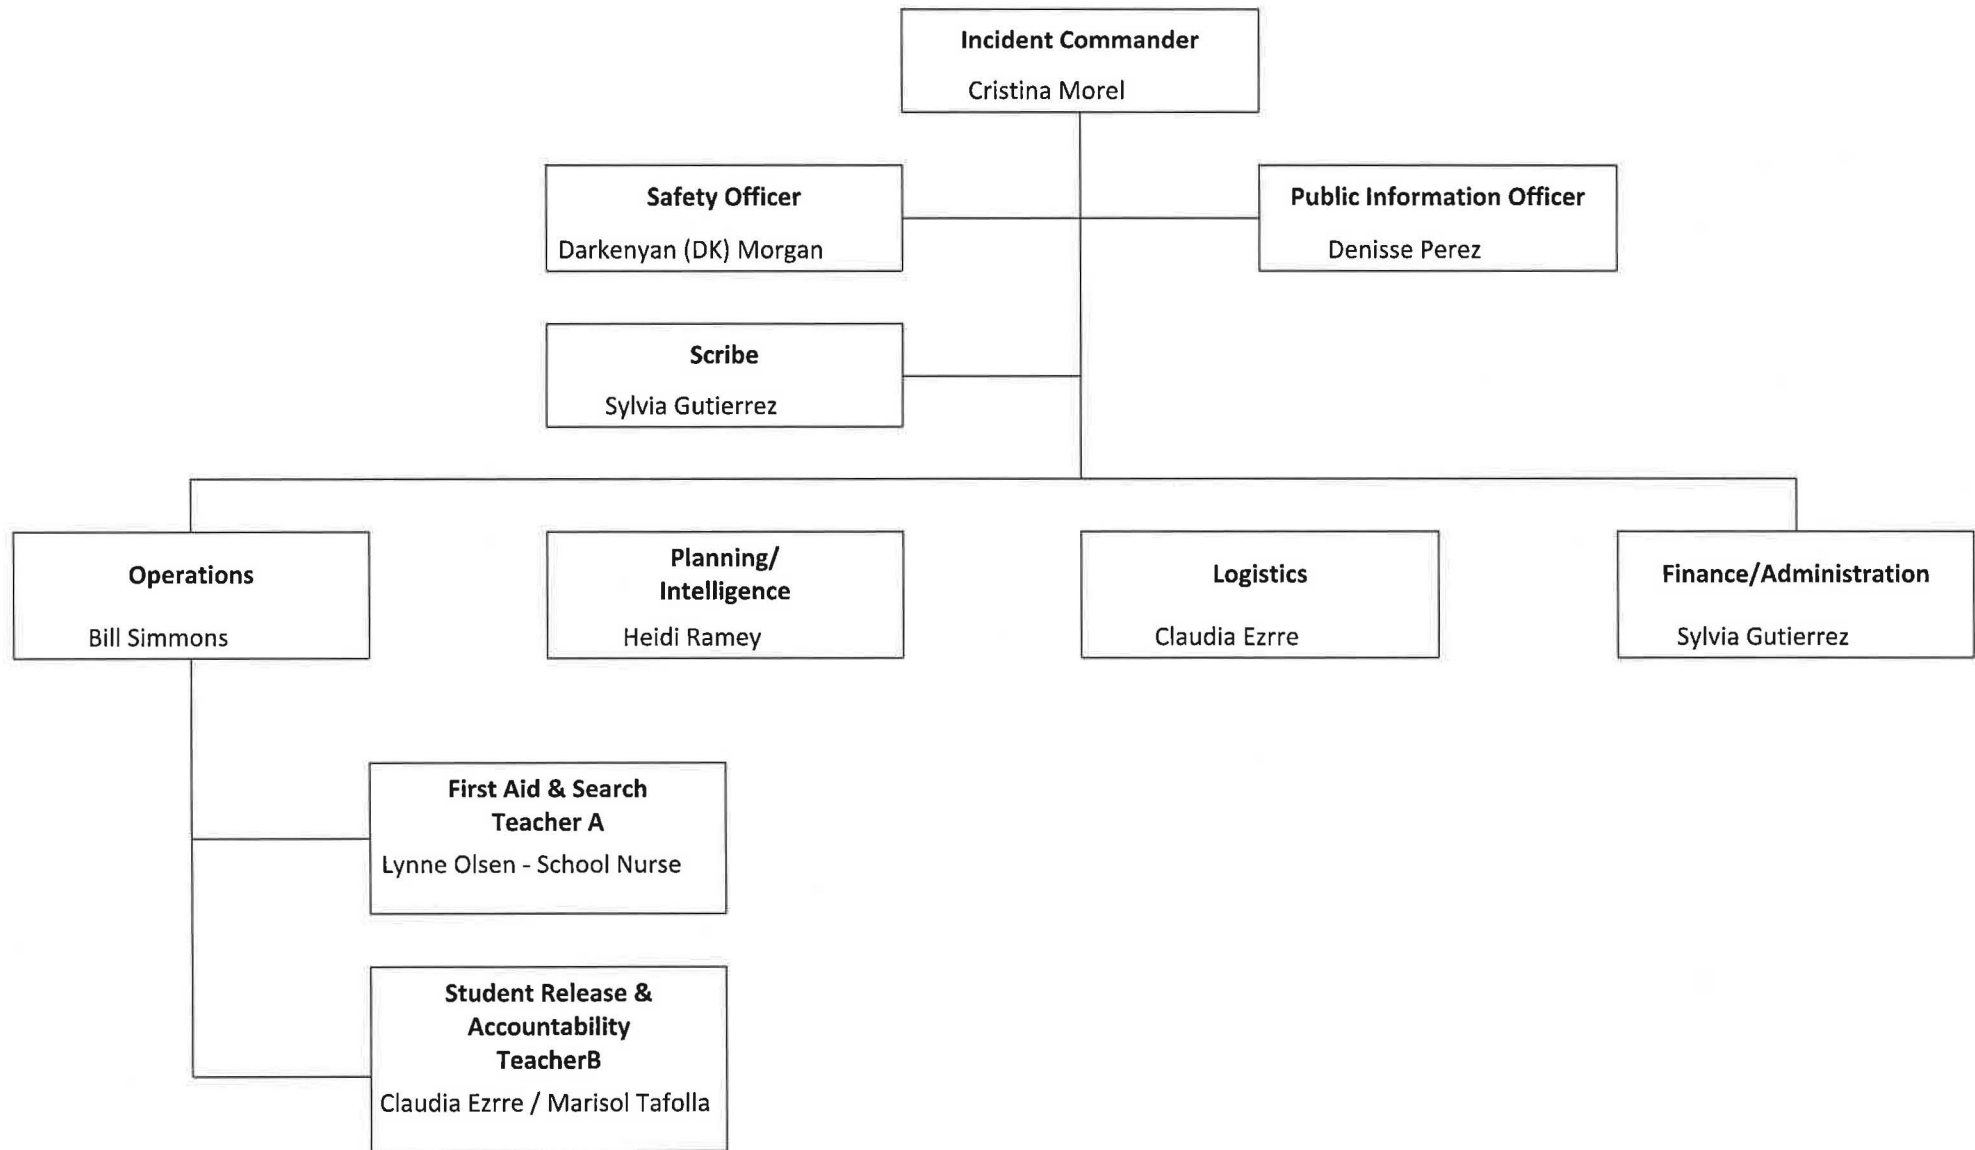 Incident Commander
Cristina Morel
Safety Officer
Darkenyan (DK) Morgan
Public Information Officer
Denisse Perez
Scribe
Sylvia Gutierrez
Operations
Bill Simmons
Planning/
Intelligence
Heidi Ramey
Logistics
Claudia Ezrre
Finance/Administration
Sylvia Gutierrez
First Aid & Search
Teacher A
Lynne Olsen - School Nurse
Student Release &
Accountability
TeacherB
Claudia Ezrre / Marisol Tafolla